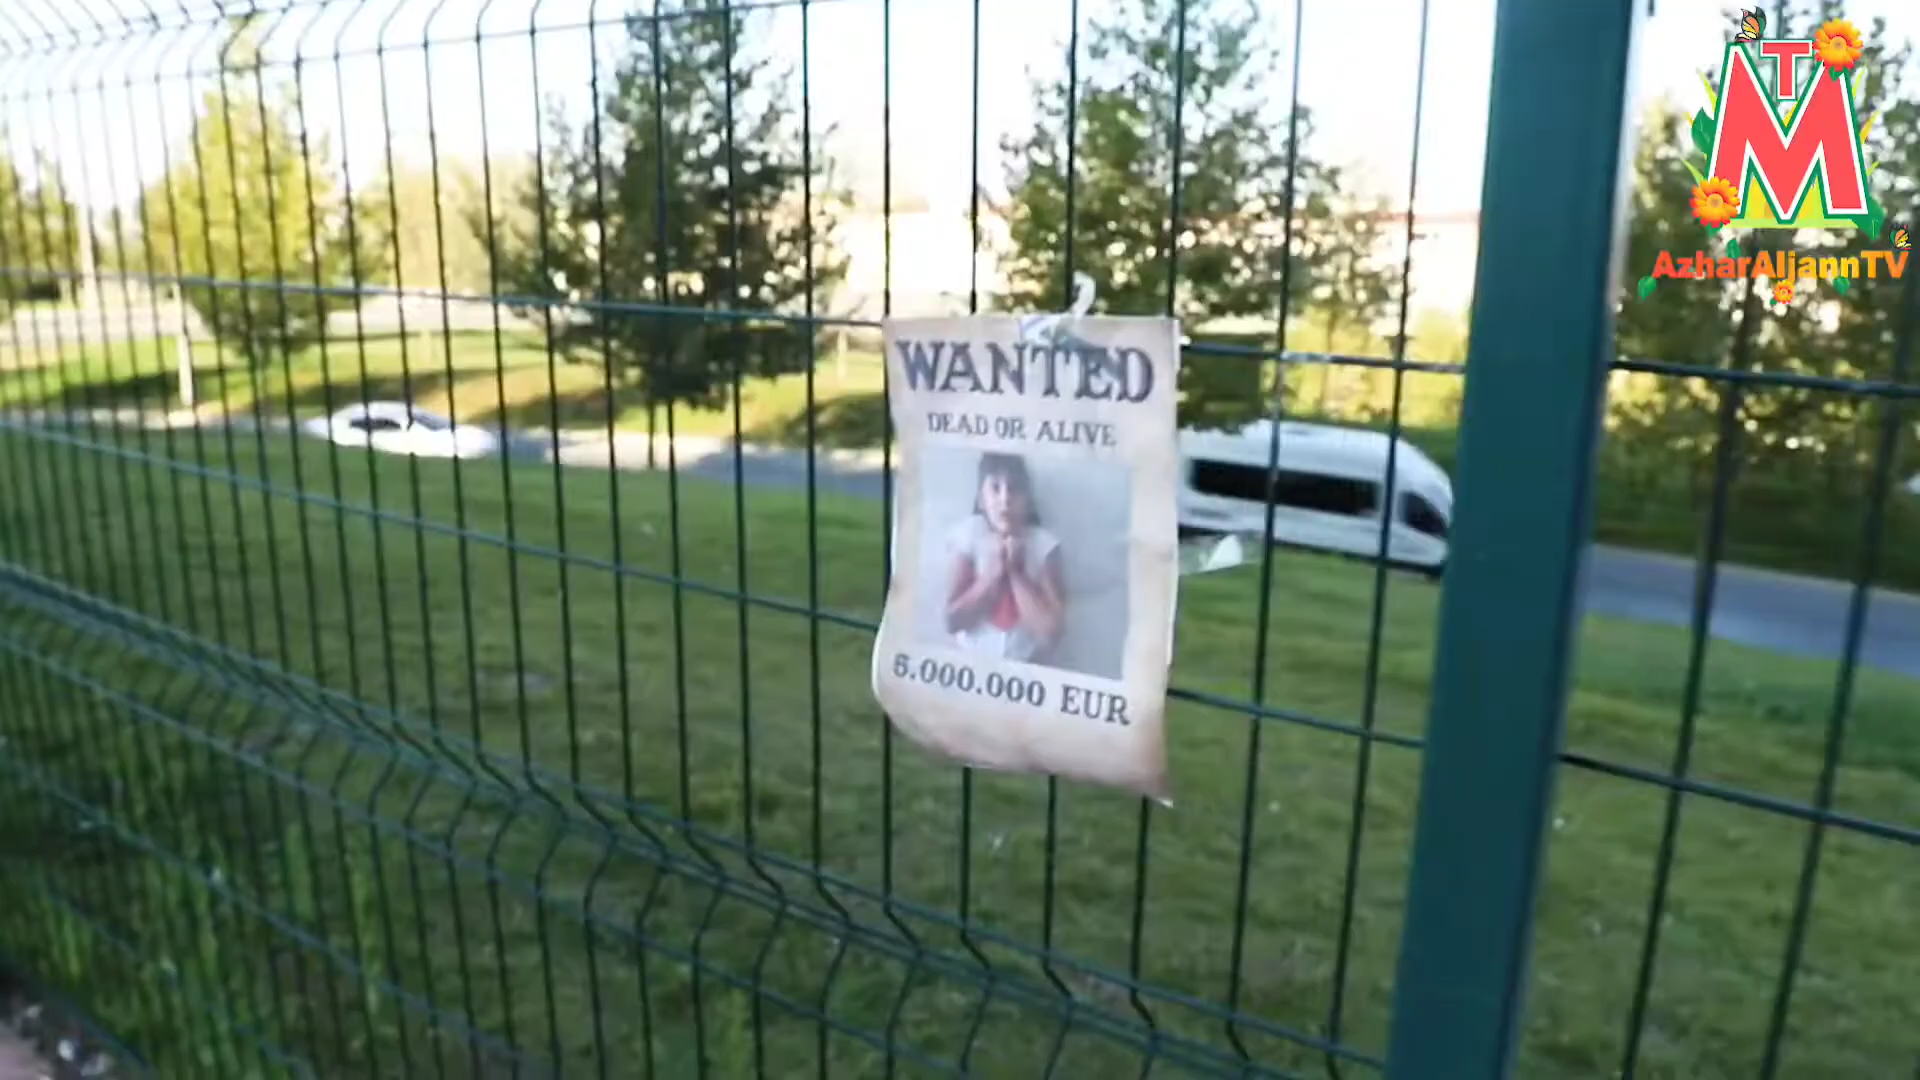 WANTED
DEAD OR ALIVE
5.000.000 EUR
TM
AzharAljannTV